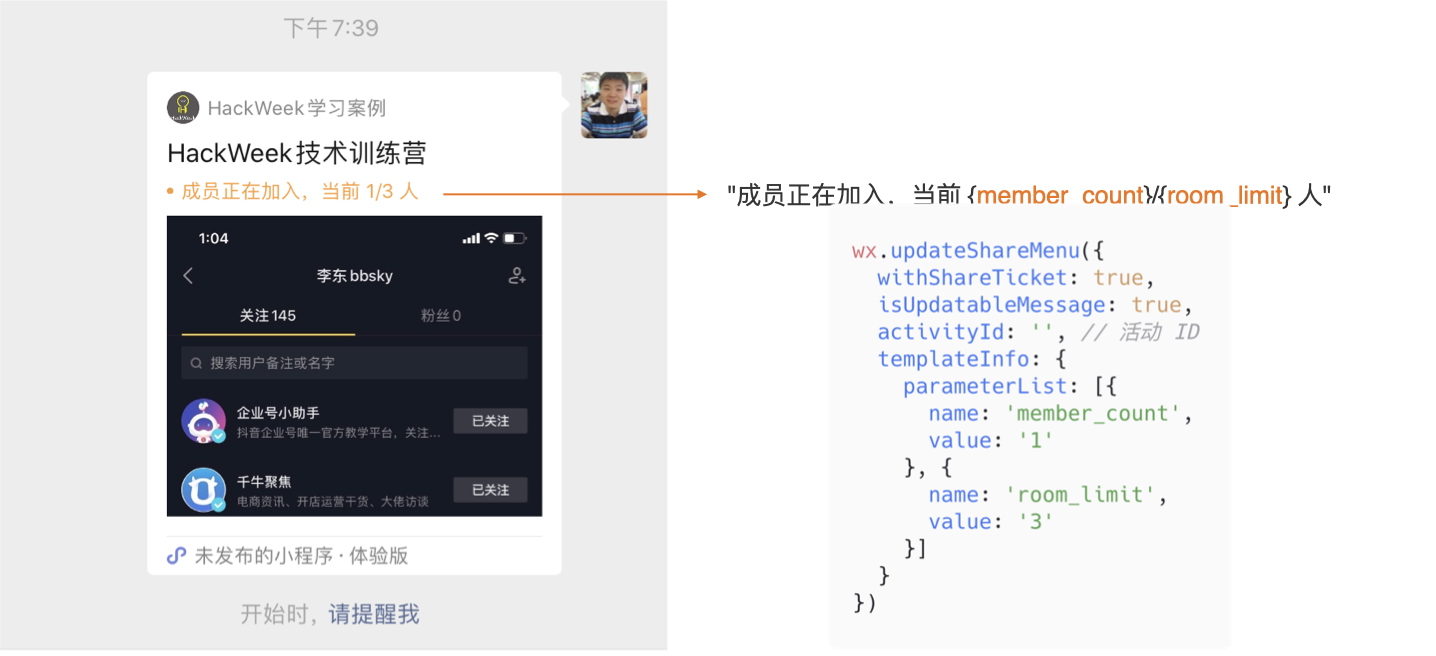 下午 7:39
HackWeek学习案例
HackWeek技术训练营
• 成员正在加入，当前 1/3 人
1:04
李东 bbsky
关注 145 粉丝 0
搜索用户备注或名字
企业号小助手
抖音企业号唯一官方教学平台，关注...
已关注
千牛聚焦
电商资讯、开店运营干货、大佬访谈
已关注
未发布的小程序 · 体验版
开始时，请提醒我
"成员正在加入，当前 {member_count}/{room_limit} 人"
wx.updateShareMenu({
  withShareTicket: true,
  isUpdatableMessage: true,
  activityId: '', // 活动 ID
  templateInfo: {
    parameterList: [{
      name: 'member_count',
      value: '1'
    }, {
      name: 'room_limit',
      value: '3'
    }]
  }
})